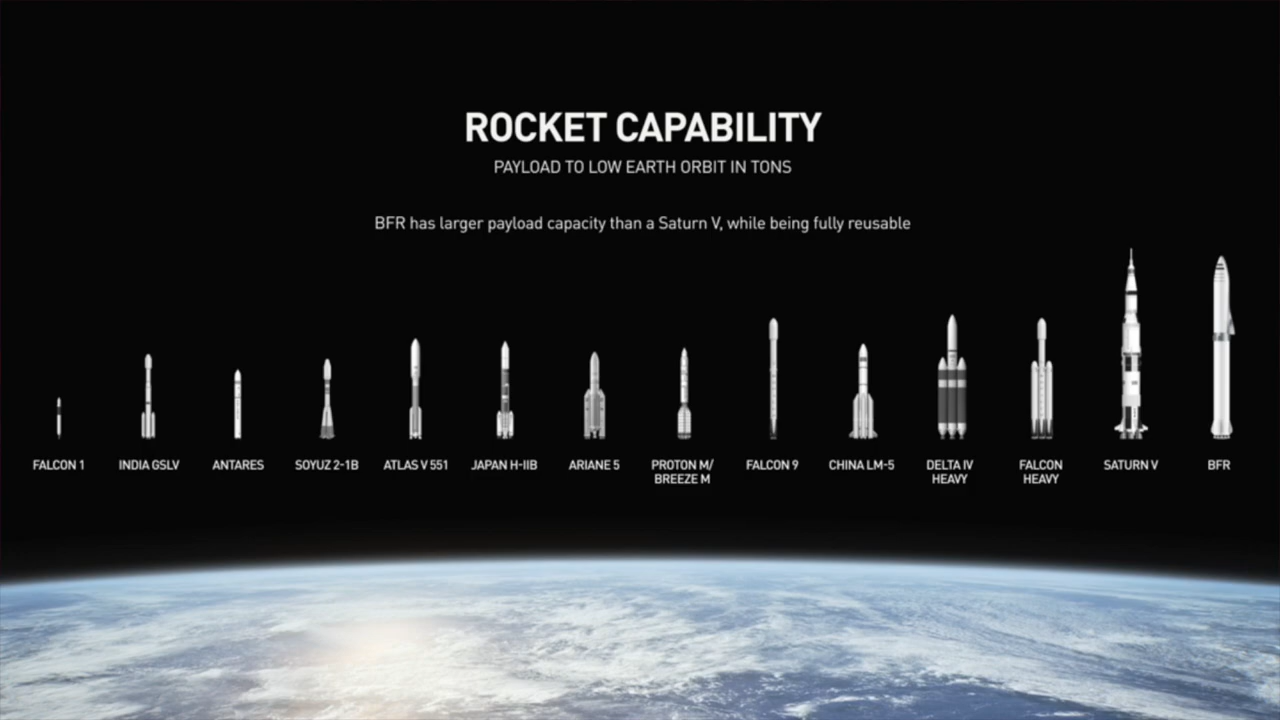 ROCKET CAPABILITY
PAYLOAD TO LOW EARTH ORBIT IN TONS
BFR has larger payload capacity than a Saturn V, while being fully reusable
FALCON 1
INDIA GSLV
ANTARES
SOYUZ 2-1B
ATLAS V 551
JAPAN H-IIB
ARIANE 5
PROTON M/
BREEZE M
FALCON 9
CHINA LM-5
DELTA IV
HEAVY
FALCON
HEAVY
SATURN V
BFR